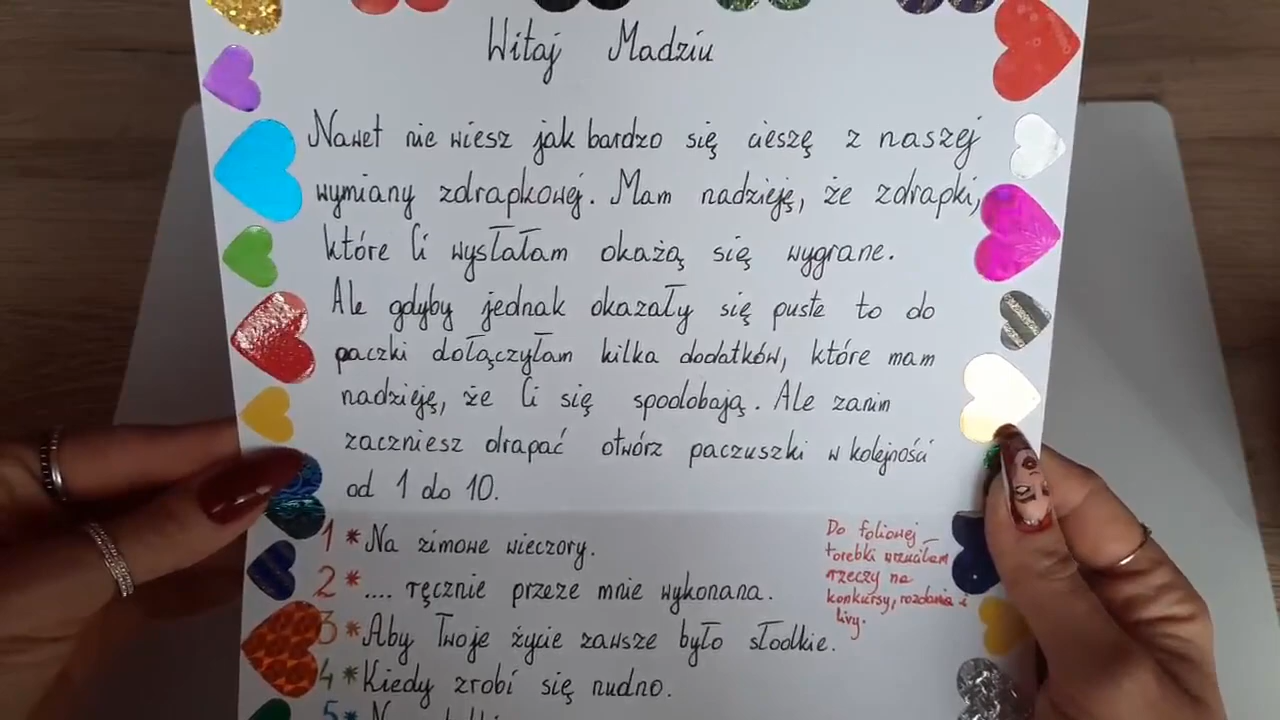 Witaj Madziu
Nawet nie wiesz jak bardzo się cieszę z naszej
wymiany zdrapkowej. Mam nadzieję, że zdrapki,
które Ci wysłałam okażą się wygrane.
Ale gdyby jednak okazały się puste to do
paczki dołączyłam kilka dodatków, które mam
nadzieję, że Ci się spodobają. Ale zanim
zaczniesz drapać otwórz paczuszki w kolejności
od 1 do 10.
1 * Na zimowe wieczory.
2 * .... ręcznie przeze mnie wykonana.
3 * Aby Twoje życie zawsze było słodkie.
4 * Kiedy zrobi się nudno.
5 *
Do foliowej
torebki wrzuciłam
rzeczy na
konkursy, rozdania i
livy.